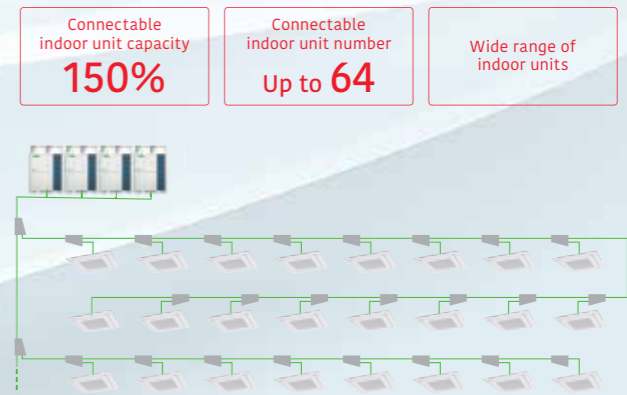 Connectable
indoor unit capacity
150%
Connectable
indoor unit number
Up to 64
Wide range of
indoor units